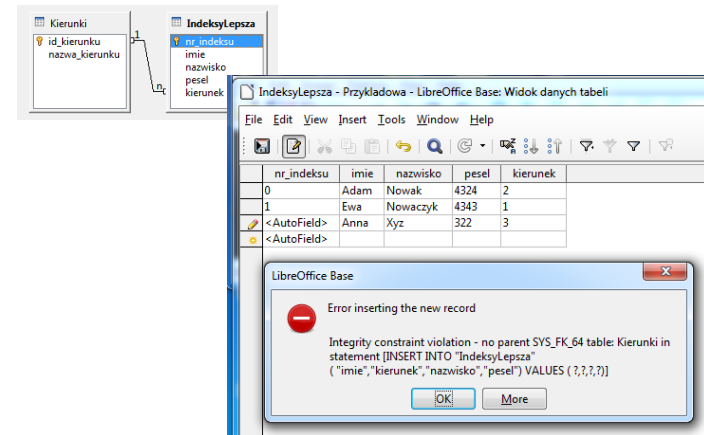 Kierunki
id_kierunku
nazwa_kierunku
1
n
IndeksyLepsza
nr_indeksu
imie
nazwisko
pesel
kierunek
IndeksyLepsza - Przykladowa - LibreOffice Base: Widok danych tabeli
File Edit View Insert Tools Window Help
nr_indeksu imie nazwisko pesel kierunek
0 Adam Nowak 4324 2
1 Ewa Nowaczyk 4343 1
<AutoField> Anna Xyz 322 3
<AutoField>
LibreOffice Base
Error inserting the new record
Integrity constraint violation - no parent SYS_FK_64 table: Kierunki in
statement [INSERT INTO "IndeksyLepsza"
( "imie","kierunek","nazwisko","pesel") VALUES ( ?,?,?,?)]
OK More